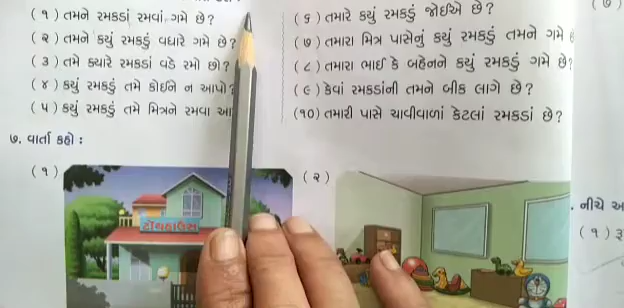 (૧) તમને રમકડાં રમવાં ગમે છે?
(૨) તમને કયું રમકડું વધારે ગમે છે?
(૩) તમે ક્યારે રમકડાં વડે રમો છો?
(૪) કયું રમકડું તમે કોઈને ન આપો?
(૫) કયું રમકડું તમે મિત્રને રમવા આ
(૬) તમારે કયું રમકડું જોઈએ છે?
(૭) તમારા મિત્ર પાસેનું કયું રમકડું તમને ગમે
(૮) તમારા ભાઈ કે બહેનને કયું રમકડું ગમે છે?
(૯) કેવાં રમકડાંની તમને બીક લાગે છે?
(૧૦) તમારી પાસે ચાવીવાળાં કેટલાં રમકડાં છે?
૭. વાર્તા કહો :
(૧)
ટૉયહાઉસ
(૨)
નીચે
(૧)